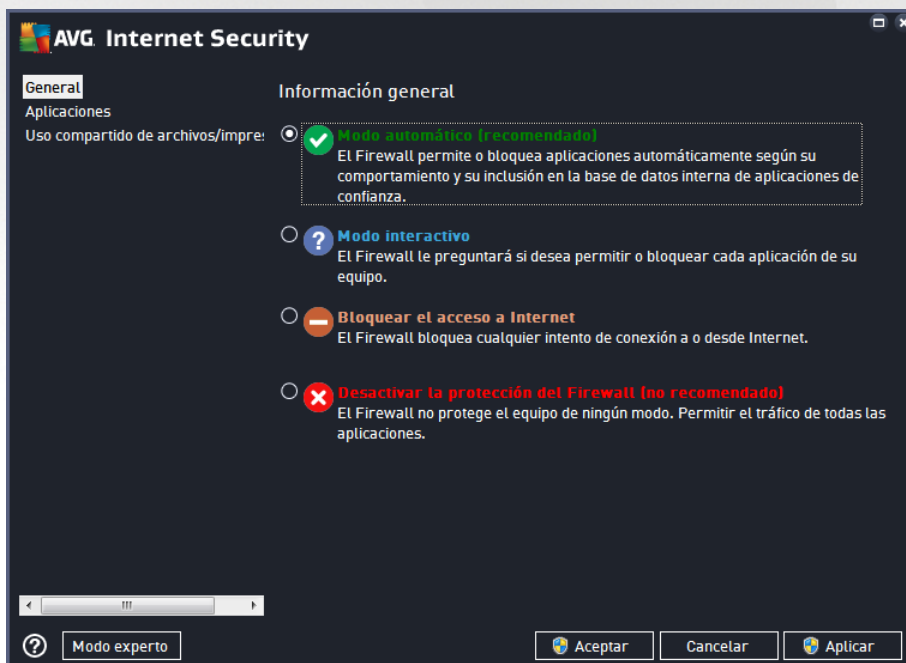 AVG. Internet Security
General
Aplicaciones
Uso compartido de archivos/impre
Información general
Modo automático (recomendado)
El Firewall permite o bloquea aplicaciones automáticamente según su
comportamiento y su inclusión en la base de datos interna de aplicaciones de
confianza.
Modo interactivo
El Firewall le preguntará si desea permitir o bloquear cada aplicación de su
equipo.
Bloquear el acceso a Internet
El Firewall bloquea cualquier intento de conexión a o desde Internet.
Desactivar la protección del Firewall (no recomendado)
El Firewall no protege el equipo de ningún modo. Permitir el tráfico de todas las
aplicaciones.
Modo experto
Aceptar
Cancelar
Aplicar